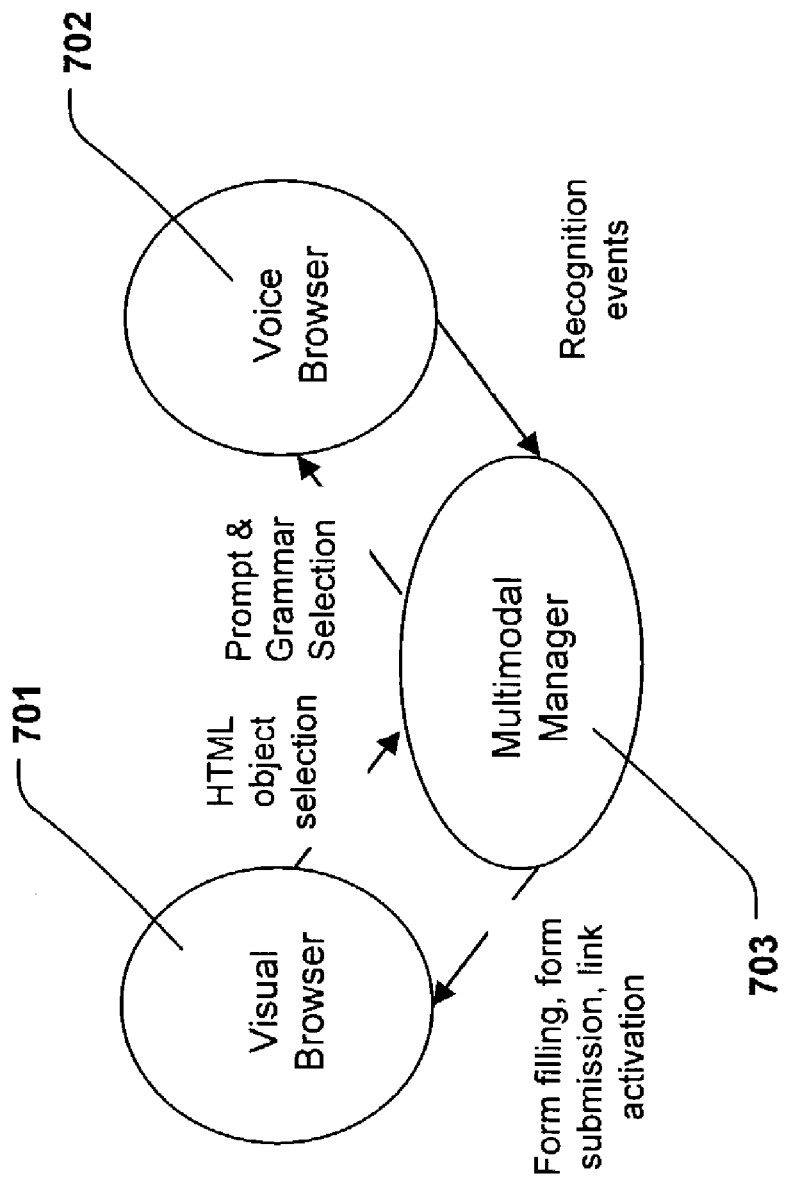 701
702
HTML
object
selection
Prompt &
Grammar
Selection
Visual
Browser
Voice
Browser
Multimodal
Manager
Form filling, form
submission, link
activation
Recognition
events
703